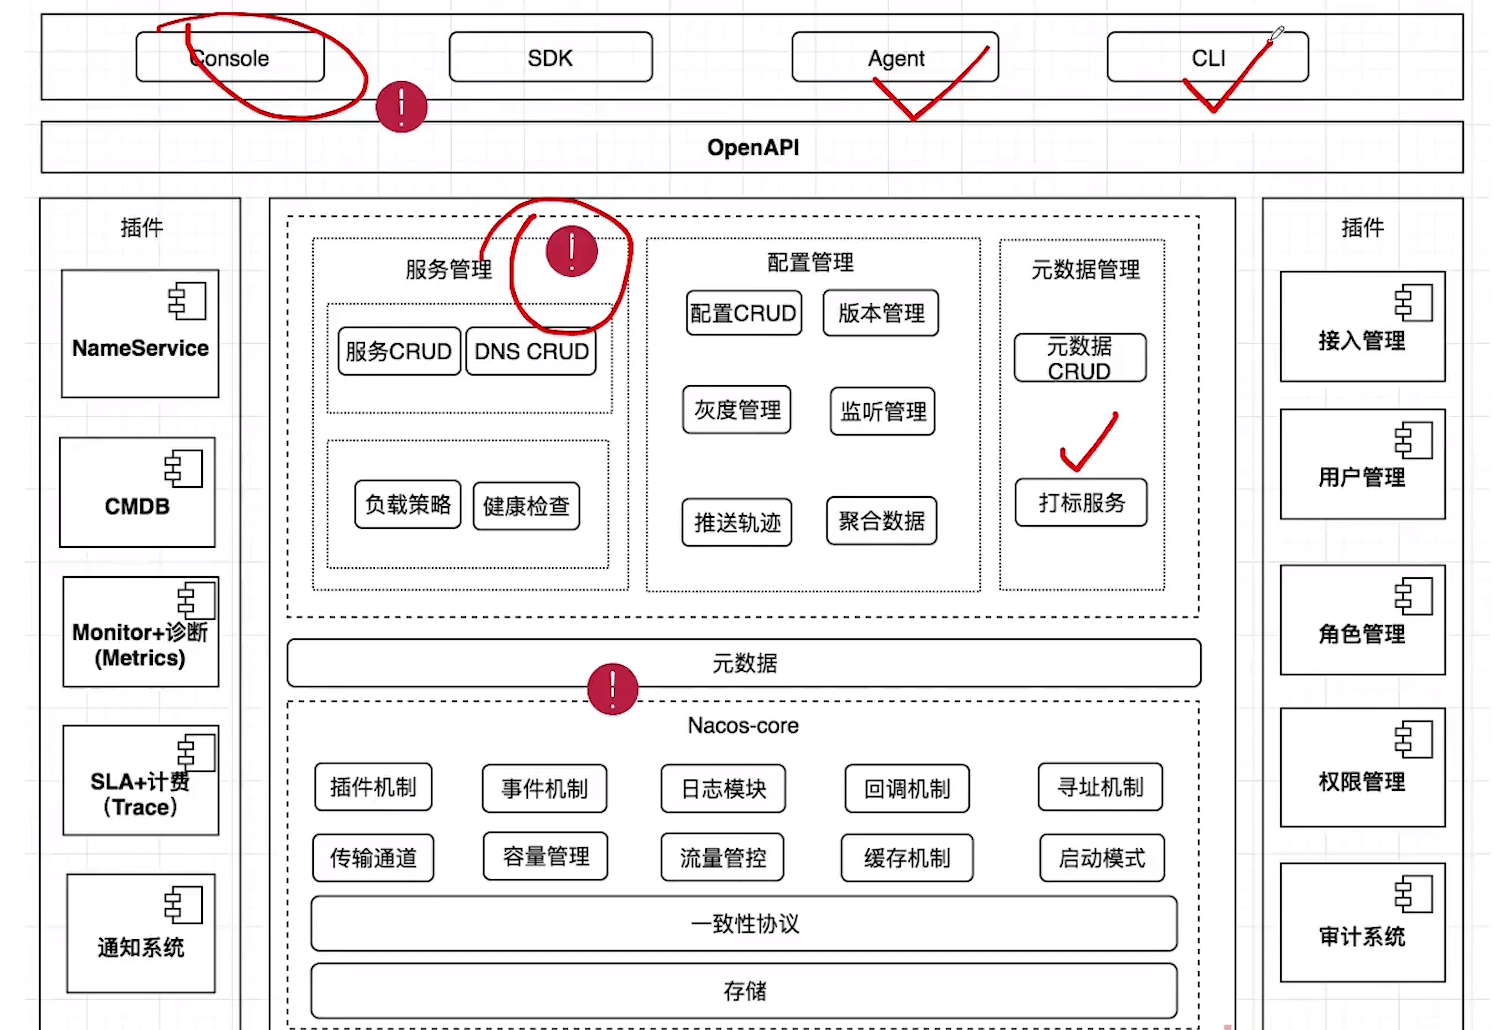 Console
SDK
Agent
CLI
OpenAPI
插件
NameService
CMDB
Monitor+诊断
(Metrics)
SLA+计费
(Trace)
通知系统
服务管理
服务CRUD
DNS CRUD
负载策略
健康检查
配置管理
配置CRUD
版本管理
灰度管理
监听管理
推送轨迹
聚合数据
元数据管理
元数据
CRUD
打标服务
元数据
Nacos-core
插件机制
事件机制
日志模块
回调机制
寻址机制
传输通道
容量管理
流量管控
缓存机制
启动模式
一致性协议
存储
插件
接入管理
用户管理
角色管理
权限管理
审计系统